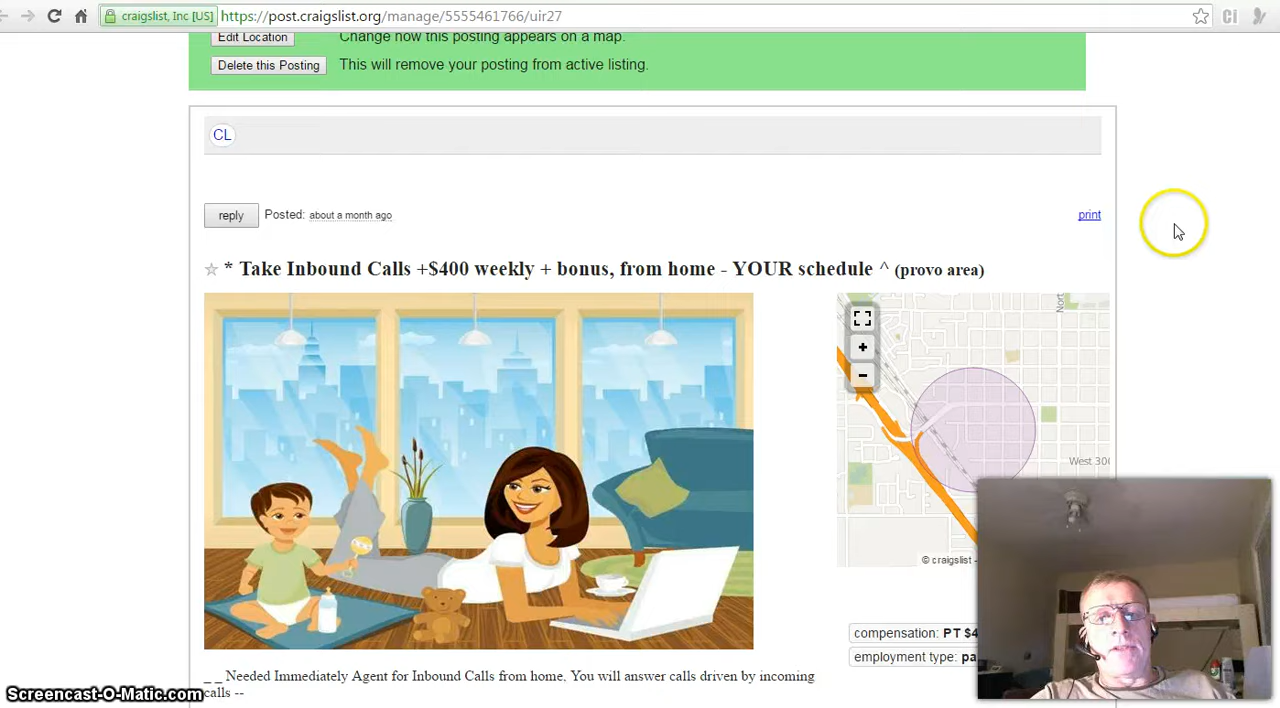 craigslist, Inc [US] https://post.craigslist.org/manage/5555461766/uir27
Edit Location Change how this posting appears on a map.
Delete this Posting This will remove your posting from active listing.
CL
reply Posted: about a month ago print
☆ * Take Inbound Calls +$400 weekly + bonus, from home - YOUR schedule ^ (provo area)
+
−
West 300
© craigslist -
compensation: PT $4
employment type: pa
_ _ Needed Immediately Agent for Inbound Calls from home. You will answer calls driven by incoming
calls --
Screencast-O-Matic.com